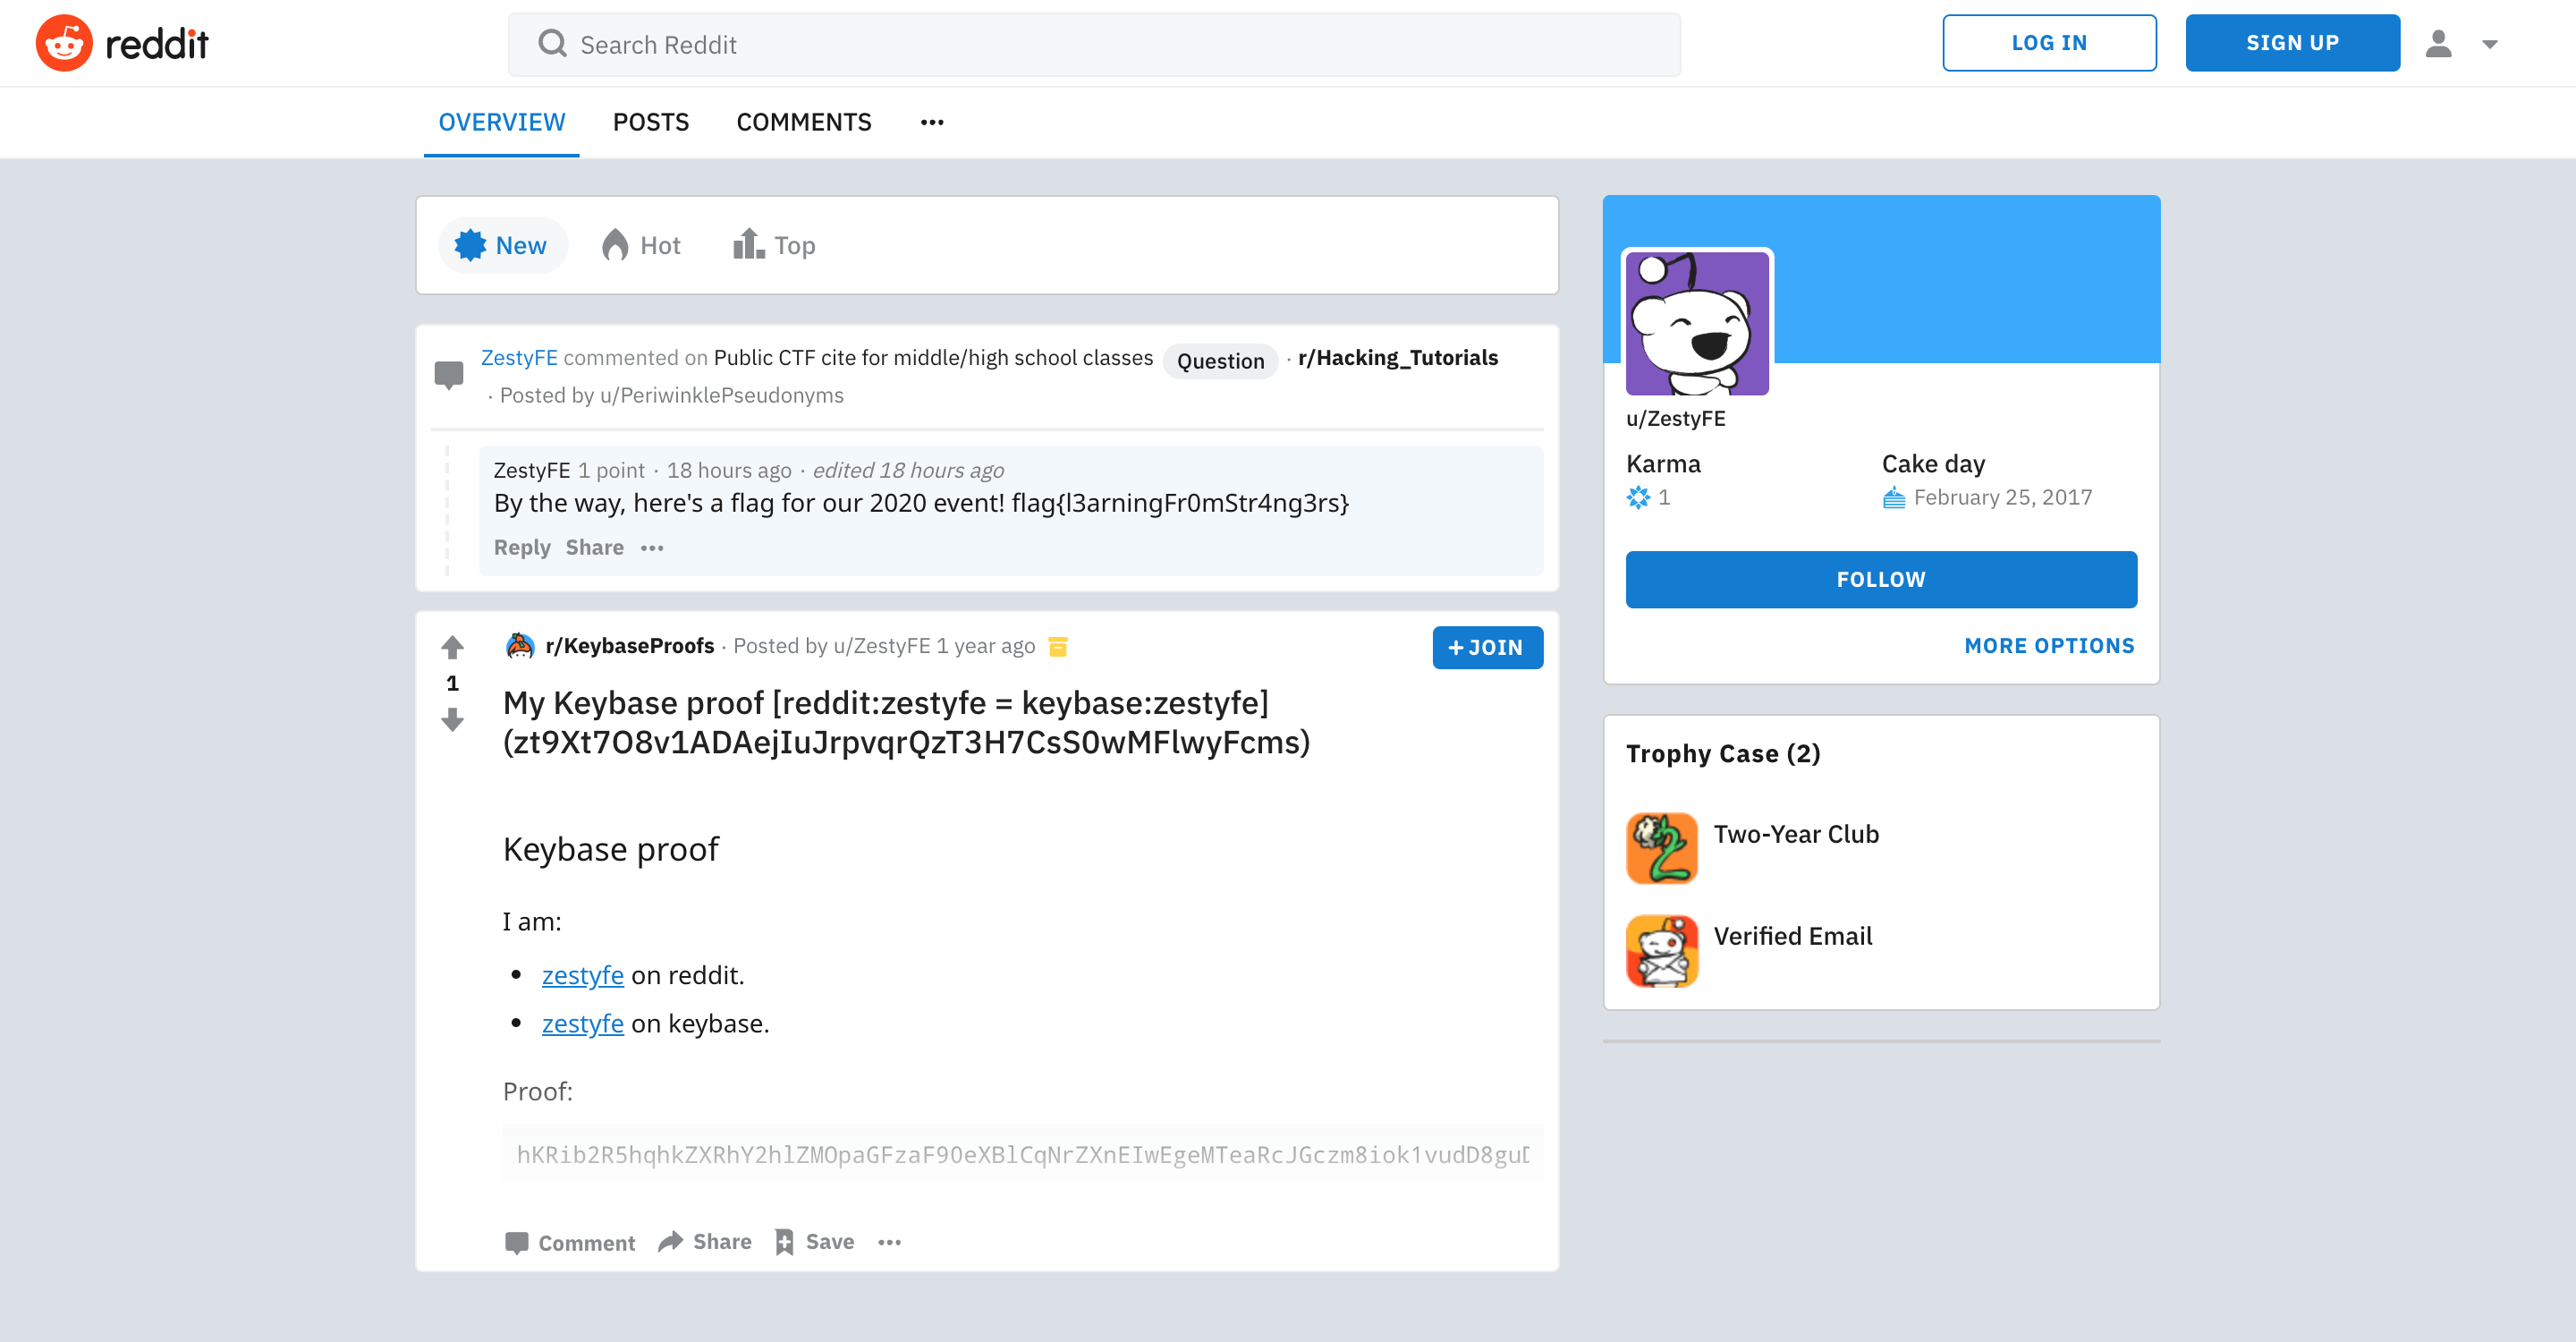 reddit
Search Reddit
LOG IN
SIGN UP
OVERVIEW POSTS COMMENTS
New Hot Top
ZestyFE commented on Public CTF cite for middle/high school classes Question · r/Hacking_Tutorials
· Posted by u/PeriwinklePseudonyms
ZestyFE 1 point · 18 hours ago · edited 18 hours ago
By the way, here's a flag for our 2020 event! flag{l3arningFr0mStr4ng3rs}
Reply Share
r/KeybaseProofs · Posted by u/ZestyFE 1 year ago
+ JOIN
1
My Keybase proof [reddit:zestyfe = keybase:zestyfe]
(zt9Xt7O8v1ADAejIuJrpvqrQzT3H7CsS0wMFlwyFcms)
Keybase proof
I am:
• zestyfe on reddit.
• zestyfe on keybase.
Proof:
hKRib2R5hqhkZXRhY2hlZMOpaGFzaF90eXBlCqNrZXnEIwEgeMTeaRcJGczm8iok1vudD8guD
Comment Share Save
u/ZestyFE
Karma
1
Cake day
February 25, 2017
FOLLOW
MORE OPTIONS
Trophy Case (2)
2
Two-Year Club
Verified Email